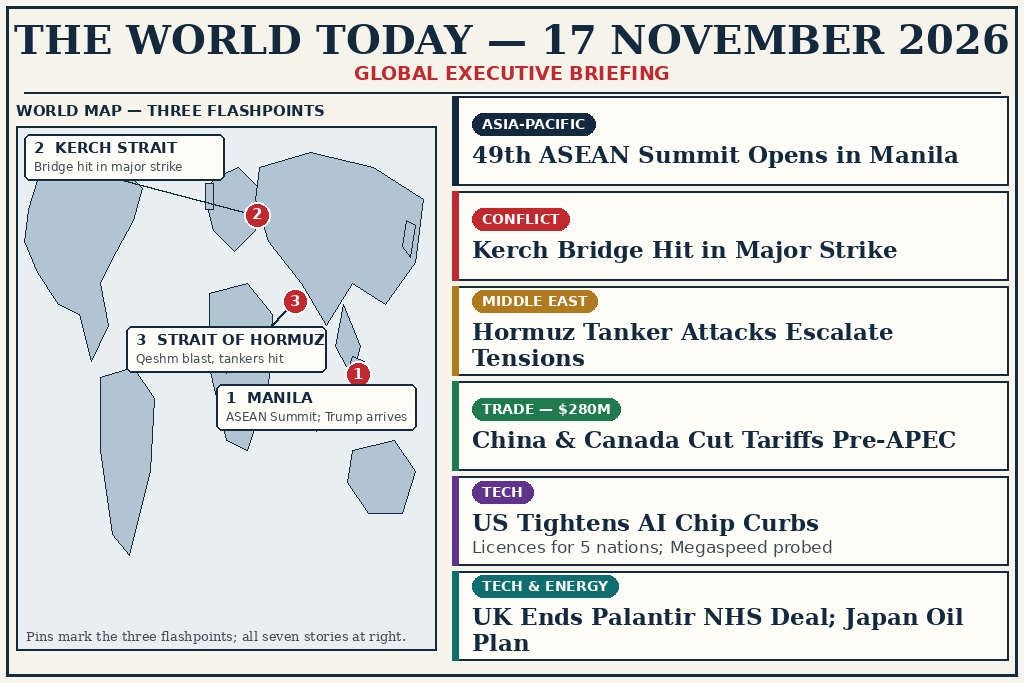 THE WORLD TODAY — 17 NOVEMBER 2026
GLOBAL EXECUTIVE BRIEFING
WORLD MAP — THREE FLASHPOINTS
2 KERCH STRAIT
Bridge hit in major strike
2
3
3 STRAIT OF HORMUZ
Qeshm blast, tankers hit
1
1 MANILA
ASEAN Summit; Trump arrives
Pins mark the three flashpoints; all seven stories at right.
ASIA-PACIFIC
49th ASEAN Summit Opens in Manila
CONFLICT
Kerch Bridge Hit in Major Strike
MIDDLE EAST
Hormuz Tanker Attacks Escalate
Tensions
TRADE — $280M
China & Canada Cut Tariffs Pre-APEC
TECH
US Tightens AI Chip Curbs
Licences for 5 nations; Megaspeed probed
TECH & ENERGY
UK Ends Palantir NHS Deal; Japan Oil
Plan